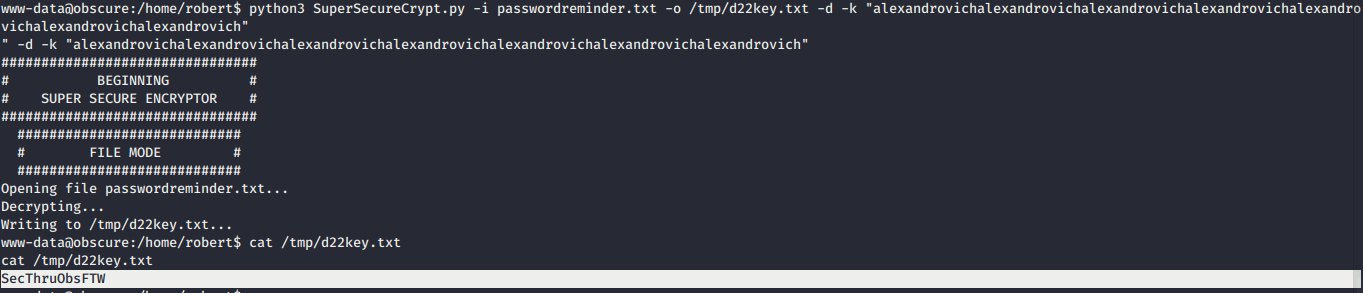 www-data@obscure:/home/robert$ python3 SuperSecureCrypt.py -i passwordreminder.txt -o /tmp/d22key.txt -d -k "alexandrovichalexandrovichalexandrovichalexandrovichalexandro
vichalexandrovichalexandrovich"
" -d -k "alexandrovichalexandrovichalexandrovichalexandrovichalexandrovichalexandrovichalexandrovich"
################################
#           BEGINNING          #
#    SUPER SECURE ENCRYPTOR    #
################################
  ############################
  #        FILE MODE         #
  ############################
Opening file passwordreminder.txt...
Decrypting...
Writing to /tmp/d22key.txt...
www-data@obscure:/home/robert$ cat /tmp/d22key.txt
cat /tmp/d22key.txt
SecThruObsFTW